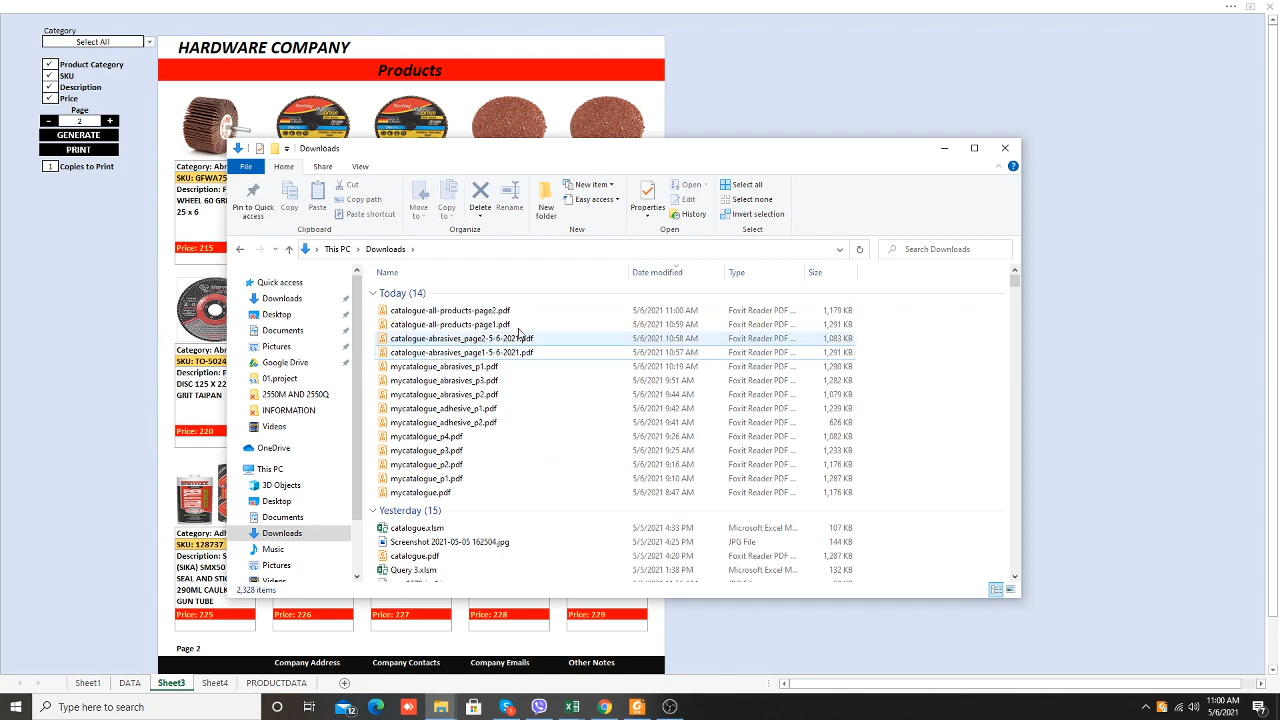 Category
Select All
Product Category
SKU
Description
Price
Page
- 2 +
GENERATE
PRINT
1 Copies to Print
HARDWARE COMPANY
Products
Category: Abr
SKU: GFWA75
Description: F
WHEEL 60 GR
25 x 6
Price: 215
Category: Abr
SKU: TO-5024
Description: F
DISC 125 X 22
GRIT TAIPAN
Price: 220
Category: Adh
SKU: 128737
Description: S
(SIKA) SMX50
SEAL AND STIC
290ML CAULK
GUN TUBE
Price: 225
Price: 226
Price: 227
Price: 228
Price: 229
Page 2
Company Address
Company Contacts
Company Emails
Other Notes
Downloads
File
Home
Share
View
Pin to Quick access
Copy
Paste
Cut
Copy path
Paste shortcut
Clipboard
Move to
Copy to
Delete
Rename
Organize
New folder
New item
Easy access
New
Properties
Open
Edit
History
Open
Select all
Select none
Invert selection
Select
This PC > Downloads >
Search Downloads
Quick access
Downloads
Desktop
Documents
Pictures
Google Drive
01.project
2550M AND 2550Q
INFORMATION
Videos
OneDrive
This PC
3D Objects
Desktop
Documents
Downloads
Music
Pictures
Videos
Name Date modified Type Size
Today (14)
catalogue-all-products-page2.pdf 5/6/2021 11:00 AM Foxit Reader PDF ... 1,179 KB
catalogue-all-products-page1.pdf 5/6/2021 10:59 AM Foxit Reader PDF ... 1,291 KB
catalogue-abrasives_page2-5-6-2021.pdf 5/6/2021 10:58 AM Foxit Reader PDF ... 1,083 KB
catalogue-abrasives_page1-5-6-2021.pdf 5/6/2021 10:57 AM Foxit Reader PDF ... 1,291 KB
mycatalogue_abrasives_p1.pdf 5/6/2021 10:19 AM Foxit Reader PDF ... 1,290 KB
mycatalogue_abrasives_p3.pdf 5/6/2021 9:51 AM Foxit Reader PDF ... 1,282 KB
mycatalogue_abrasives_p2.pdf 5/6/2021 9:44 AM Foxit Reader PDF ... 1,287 KB
mycatalogue_adhesive_p1.pdf 5/6/2021 9:42 AM Foxit Reader PDF ... 1,239 KB
mycatalogue_adhesive_p2.pdf 5/6/2021 9:41 AM Foxit Reader PDF ... 626 KB
mycatalogue_p4.pdf 5/6/2021 9:26 AM Foxit Reader PDF ... 1,082 KB
mycatalogue_p3.pdf 5/6/2021 9:25 AM Foxit Reader PDF ... 1,233 KB
mycatalogue_p2.pdf 5/6/2021 9:16 AM Foxit Reader PDF ... 1,176 KB
mycatalogue_p1.pdf 5/6/2021 9:10 AM Foxit Reader PDF ... 1,287 KB
mycatalogue.pdf 5/6/2021 8:47 AM Foxit Reader PDF ... 1,176 KB
Yesterday (15)
catalogue.xlsm 5/5/2021 4:33 PM Microsoft Excel M... 107 KB
Screenshot 2021-05-05 162504.jpg 5/5/2021 4:25 PM JPG File 144 KB
catalogue.pdf 5/5/2021 4:20 PM Foxit Reader PDF ... 1,176 KB
Query 3.xlsm 5/5/2021 1:38 PM Microsoft Excel M... 132 KB
2,328 items
Sheet1 DATA Sheet3 Sheet4 PRODUCTDATA
Type here to search
12
11:00 AM
5/6/2021